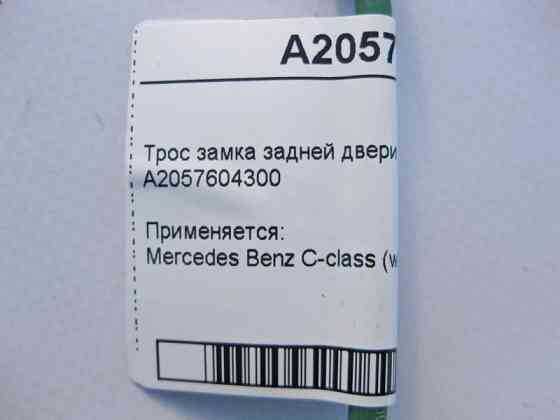 A2057
Трос замка задней двери
A2057604300
Применяется:
Mercedes Benz C-class (w